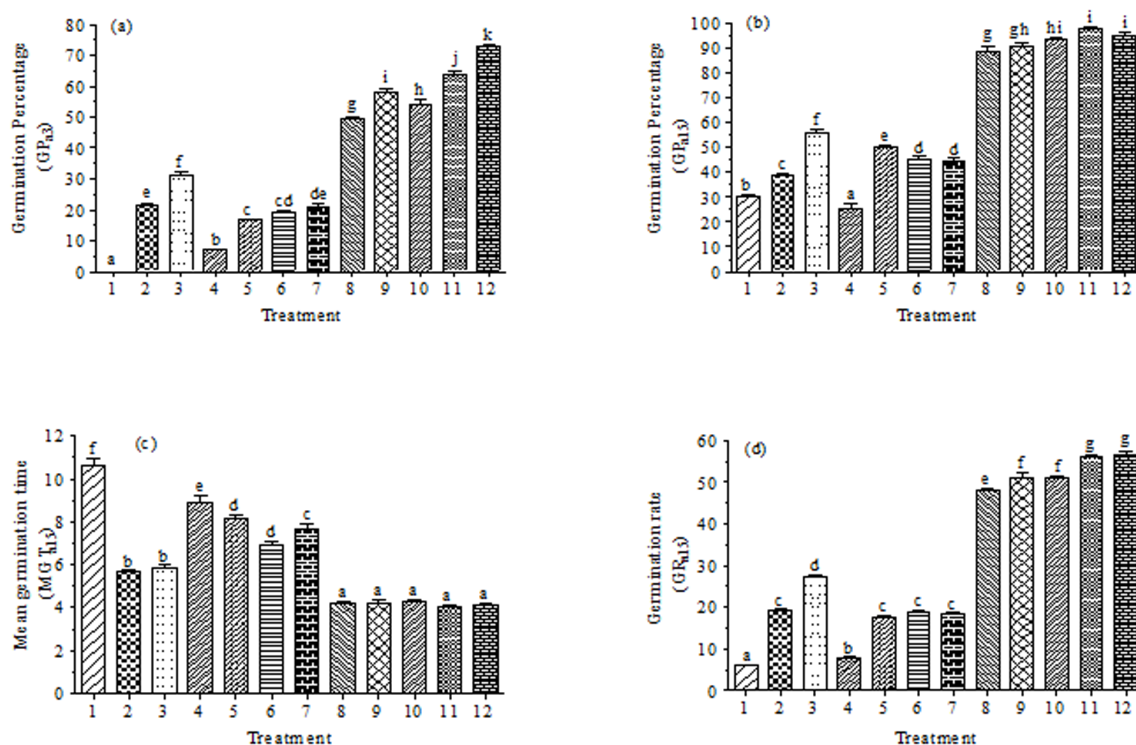 (a)
Germination Percentage
(GPn3)
80
70
60
50
40
30
20
10
0
a e f b c cd de g i h j k
1 2 3 4 5 6 7 8 9 10 11 12
Treatment
(b)
Germination Percentage
(GPn15)
100
90
80
70
60
50
40
30
20
10
0
b c f a e d d g gh hi i i
1 2 3 4 5 6 7 8 9 10 11 12
Treatment
(c)
Mean germination time
(MGTn15)
12
10
8
6
4
2
0
f b b e d d c a a a a a
1 2 3 4 5 6 7 8 9 10 11 12
Treatment
(d)
Germination rate
(GRn15)
60
50
40
30
20
10
0
a c d b c c c e f f g g
1 2 3 4 5 6 7 8 9 10 11 12
Treatment